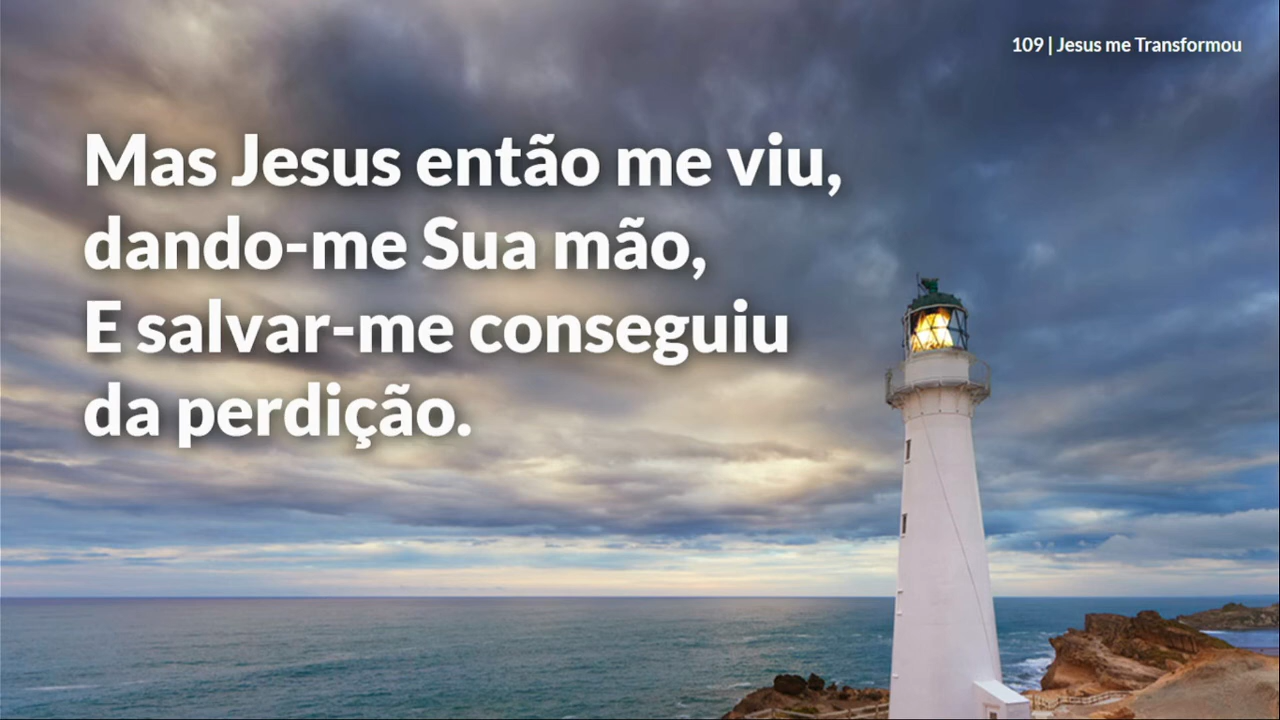 109 | Jesus me Transformou
Mas Jesus então me viu,
dando-me Sua mão,
E salvar-me conseguiu
da perdição.